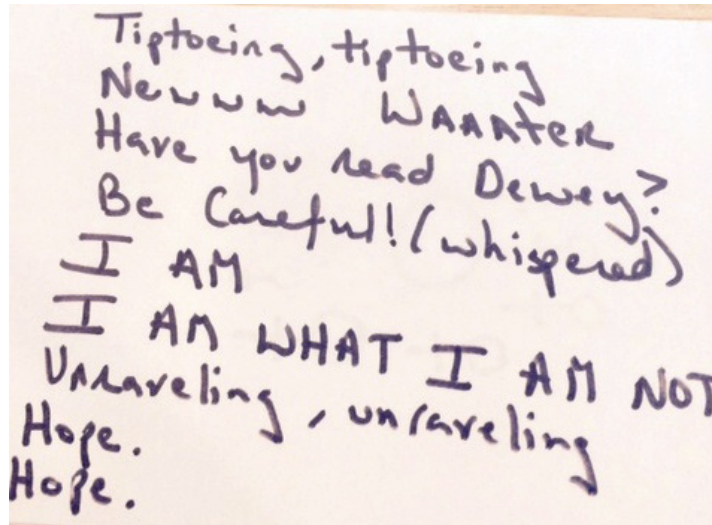 Tiptoeing, tiptoeing
Newwww WAAAteR
Have you read Dewey?
Be Careful! (whispered)
I AM
I AM WHAT I AM NOT
Unraveling, unraveling
Hope.
Hope.